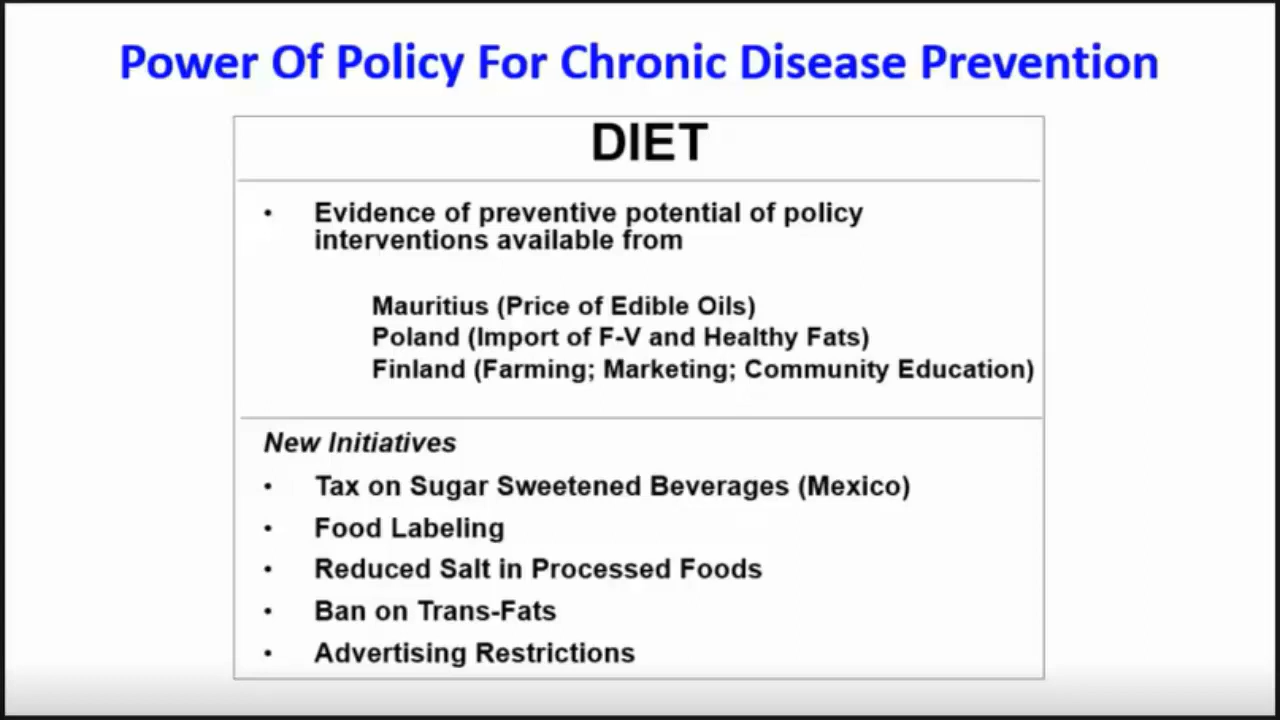 Power Of Policy For Chronic Disease Prevention
DIET
• Evidence of preventive potential of policy
interventions available from
Mauritius (Price of Edible Oils)
Poland (Import of F-V and Healthy Fats)
Finland (Farming; Marketing; Community Education)
New Initiatives
• Tax on Sugar Sweetened Beverages (Mexico)
• Food Labeling
• Reduced Salt in Processed Foods
• Ban on Trans-Fats
• Advertising Restrictions